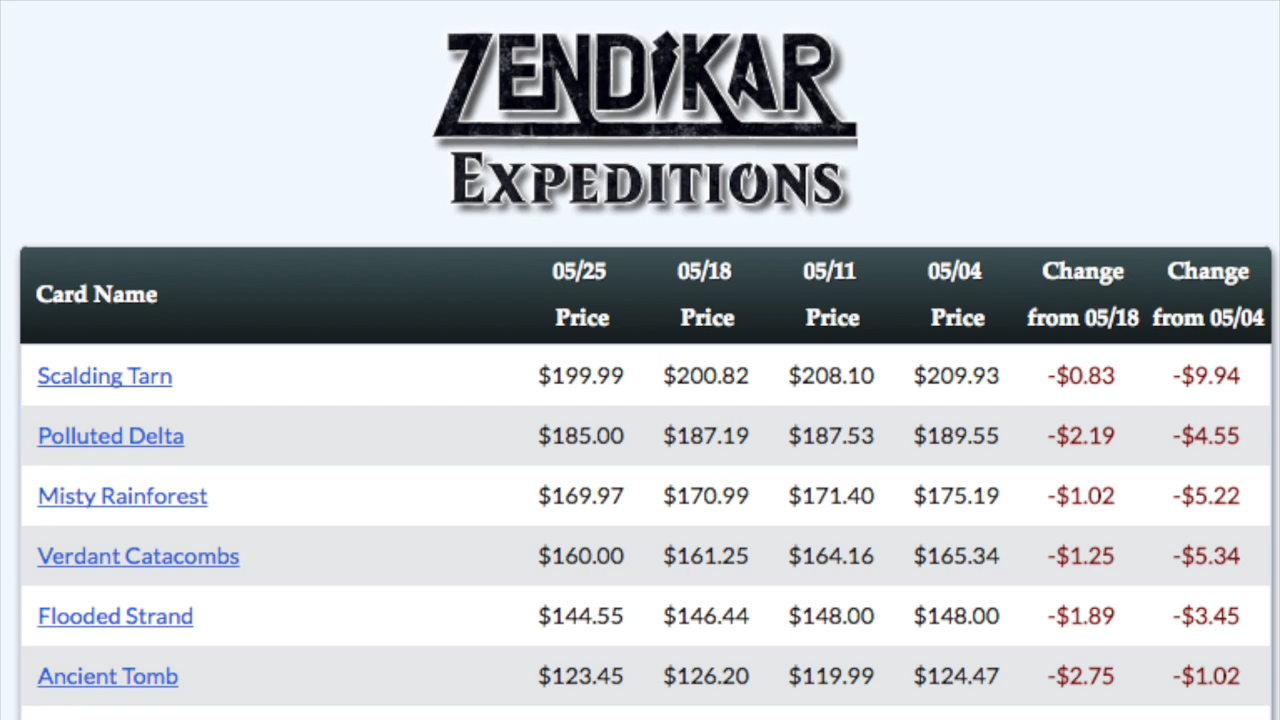 ZENDIKAR
EXPEDITIONS
Card Name 05/25 Price 05/18 Price 05/11 Price 05/04 Price Change from 05/18 Change from 05/04
Scalding Tarn $199.99 $200.82 $208.10 $209.93 -$0.83 -$9.94
Polluted Delta $185.00 $187.19 $187.53 $189.55 -$2.19 -$4.55
Misty Rainforest $169.97 $170.99 $171.40 $175.19 -$1.02 -$5.22
Verdant Catacombs $160.00 $161.25 $164.16 $165.34 -$1.25 -$5.34
Flooded Strand $144.55 $146.44 $148.00 $148.00 -$1.89 -$3.45
Ancient Tomb $123.45 $126.20 $119.99 $124.47 -$2.75 -$1.02